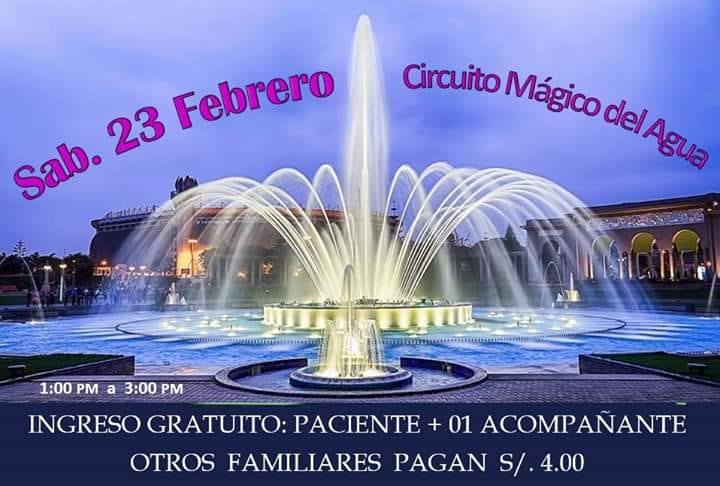 Sab. 23 Febrero
Circuito Mágico del Agua
1:00 PM a 3:00 PM
INGRESO GRATUITO: PACIENTE + 01 ACOMPAÑANTE
OTROS FAMILIARES PAGAN S/. 4.00